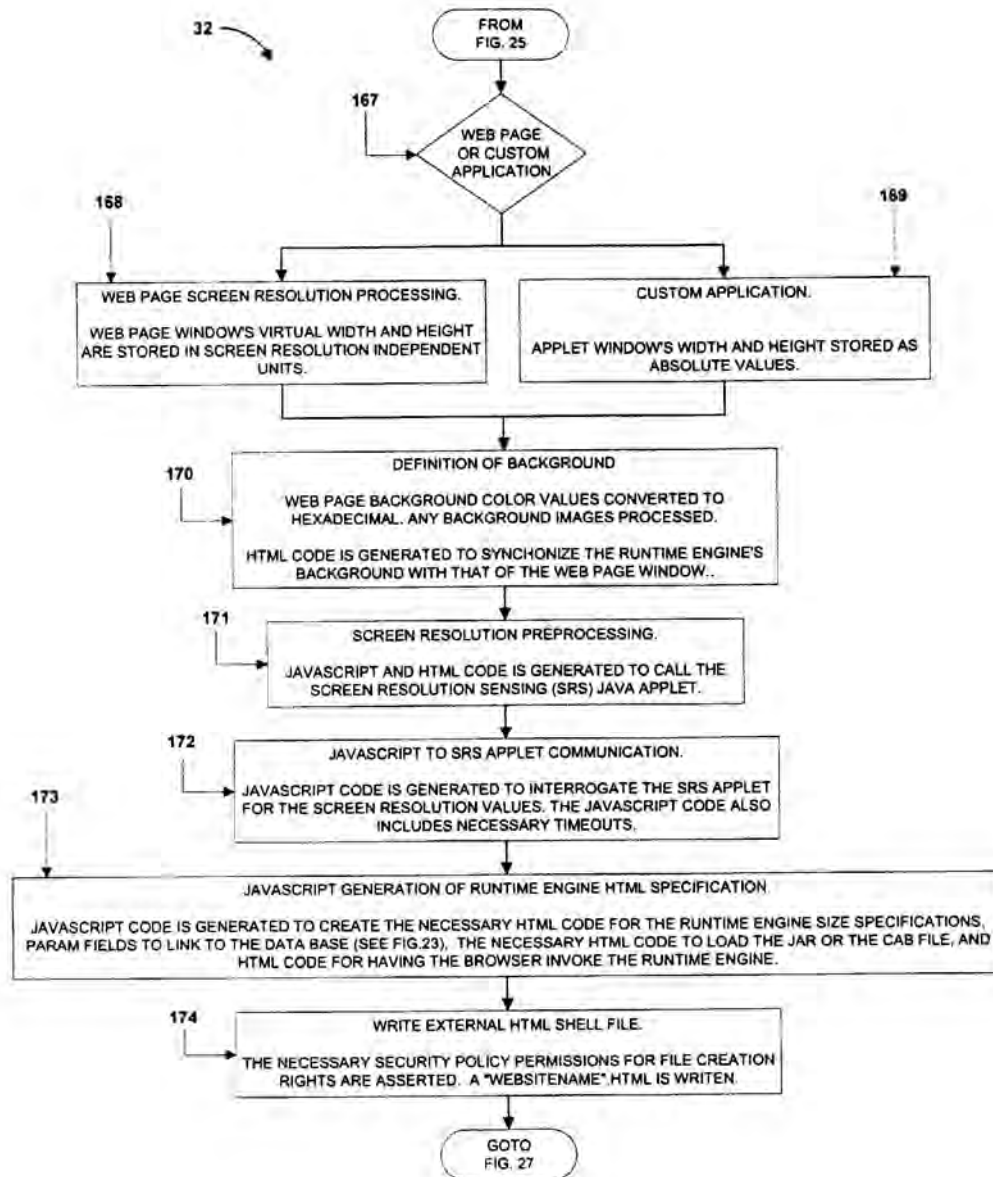 32
FROM
FIG. 25
167
WEB PAGE
OR CUSTOM
APPLICATION
168
169
WEB PAGE SCREEN RESOLUTION PROCESSING.
WEB PAGE WINDOW'S VIRTUAL WIDTH AND HEIGHT
ARE STORED IN SCREEN RESOLUTION INDEPENDENT
UNITS.
CUSTOM APPLICATION.
APPLET WINDOW'S WIDTH AND HEIGHT STORED AS
ABSOLUTE VALUES.
170
DEFINITION OF BACKGROUND
WEB PAGE BACKGROUND COLOR VALUES CONVERTED TO
HEXADECIMAL. ANY BACKGROUND IMAGES PROCESSED.
HTML CODE IS GENERATED TO SYNCHONIZE THE RUNTIME ENGINE'S
BACKGROUND WITH THAT OF THE WEB PAGE WINDOW..
171
SCREEN RESOLUTION PREPROCESSING.
JAVASCRIPT AND HTML CODE IS GENERATED TO CALL THE
SCREEN RESOLUTION SENSING (SRS) JAVA APPLET.
172
JAVASCRIPT TO SRS APPLET COMMUNICATION.
JAVASCRIPT CODE IS GENERATED TO INTERROGATE THE SRS APPLET
FOR THE SCREEN RESOLUTION VALUES. THE JAVASCRIPT CODE ALSO
INCLUDES NECESSARY TIMEOUTS.
173
JAVASCRIPT GENERATION OF RUNTIME ENGINE HTML SPECIFICATION
JAVASCRIPT CODE IS GENERATED TO CREATE THE NECESSARY HTML CODE FOR THE RUNTIME ENGINE SIZE SPECIFICATIONS,
PARAM FIELDS TO LINK TO THE DATA BASE (SEE FIG.23), THE NECESSARY HTML CODE TO LOAD THE JAR OR THE CAB FILE, AND
HTML CODE FOR HAVING THE BROWSER INVOKE THE RUNTIME ENGINE.
174
WRITE EXTERNAL HTML SHELL FILE.
THE NECESSARY SECURITY POLICY PERMISSIONS FOR FILE CREATION
RIGHTS ARE ASSERTED. A "WEBSITENAME".HTML IS WRITEN.
GOTO
FIG. 27